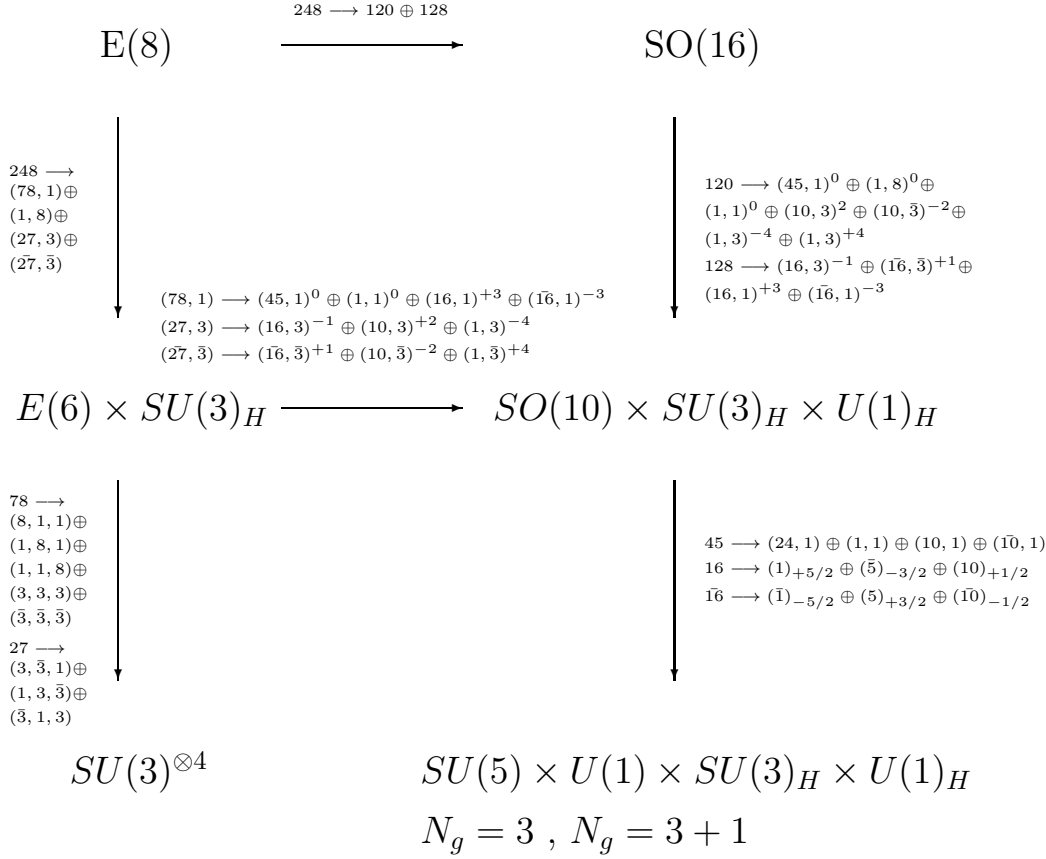 248 ⟶ 120 ⊕ 128
E(8) SO(16)
248 ⟶
(78, 1)⊕
(1, 8)⊕
(27, 3)⊕
(2̄7, 3̄)
120 ⟶ (45, 1)⁰ ⊕ (1, 8)⁰⊕
(1, 1)⁰ ⊕ (10, 3)² ⊕ (10, 3̄)⁻²⊕
(1, 3)⁻⁴ ⊕ (1, 3)⁺⁴
128 ⟶ (16, 3)⁻¹ ⊕ (1̄6, 3̄)⁺¹⊕
(16, 1)⁺³ ⊕ (1̄6, 1)⁻³
(78, 1) ⟶ (45, 1)⁰ ⊕ (1, 1)⁰ ⊕ (16, 1)⁺³ ⊕ (1̄6, 1)⁻³
(27, 3) ⟶ (16, 3)⁻¹ ⊕ (10, 3)⁺² ⊕ (1, 3)⁻⁴
(2̄7, 3̄) ⟶ (1̄6, 3̄)⁺¹ ⊕ (10, 3̄)⁻² ⊕ (1, 3̄)⁺⁴
E(6) × SU(3)_H SO(10) × SU(3)_H × U(1)_H
78 ⟶
(8, 1, 1)⊕
(1, 8, 1)⊕
(1, 1, 8)⊕
(3, 3, 3)⊕
(3̄, 3̄, 3̄)
27 ⟶
(3, 3̄, 1)⊕
(1, 3, 3̄)⊕
(3̄, 1, 3)
45 ⟶ (24, 1) ⊕ (1, 1) ⊕ (10, 1) ⊕ (1̄0, 1)
16 ⟶ (1)₊₅/₂ ⊕ (5̄)₋₃/₂ ⊕ (10)₊₁/₂
1̄6 ⟶ (1̄)₋₅/₂ ⊕ (5)₊₃/₂ ⊕ (1̄0)₋₁/₂
SU(3)^{⊗4} SU(5) × U(1) × SU(3)_H × U(1)_H
N_g = 3 , N_g = 3 + 1